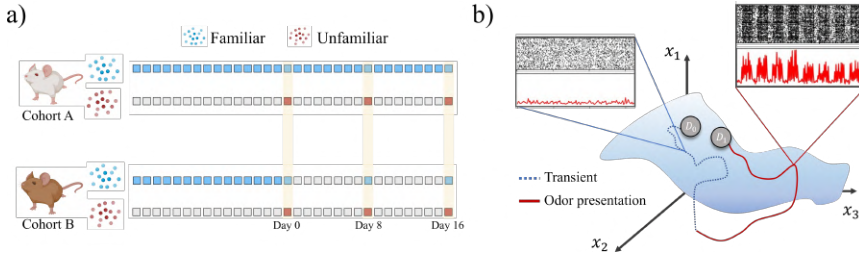 a)
Familiar
Unfamiliar
Cohort A
Cohort B
Day 0
Day 8
Day 16
b)
x₁
D₀
D₁
Transient
Odor presentation
x₂
x₃